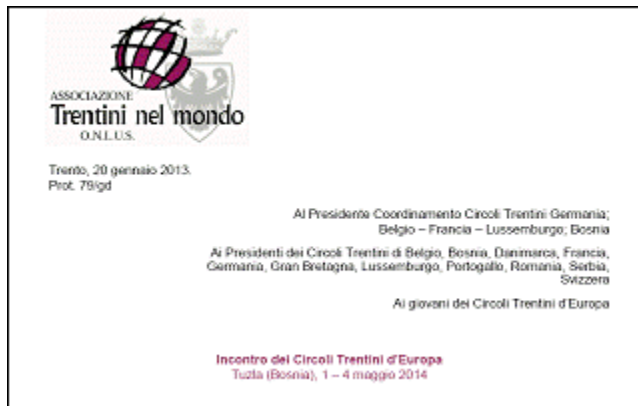 ASSOCIAZIONE
Trentini nel mondo
O.N.L.U.S.
Trento, 20 gennaio 2013.
Prot. 79/gd
Al Presidente Coordinamento Circoli Trentini Germania;
Belgio – Francia – Lussemburgo; Bosnia
Ai Presidenti dei Circoli Trentini di Belgio, Bosnia, Danimarca, Francia,
Germania, Gran Bretagna, Lussemburgo, Portogallo, Romania, Serbia,
Svizzera
Ai giovani dei Circoli Trentini d'Europa
Incontro dei Circoli Trentini d'Europa
Tuzla (Bosnia), 1 – 4 maggio 2014